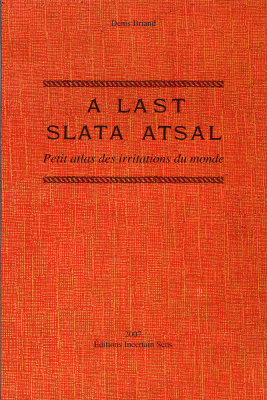 Denis Briand
A LAST
SLATA ATSAL
Petit atlas des irritations du monde
2007
Éditions Incertain Sens